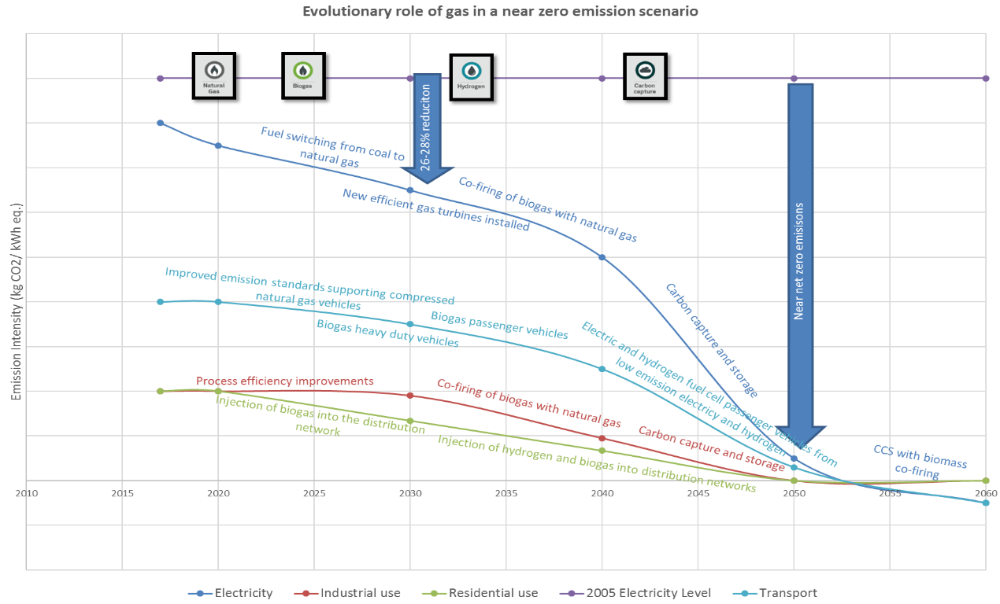 Evolutionary role of gas in a near zero emission scenario
Natural
Gas
Biogas
Hydrogen
Carbon
capture
26-28% reduciton
Near net zero emisisons
Fuel switching from coal to
natural gas
New efficient gas turbines installed
Co-firing of biogas with natural gas
Carbon capture and storage
Improved emission standards supporting compressed
natural gas vehicles
Biogas heavy duty vehicles
Biogas passenger vehicles
Electric and hydrogen fuel cell passenger vehicles from
low emission electricy and hydrogen
Process efficiency improvements
Co-firing of biogas with natural gas
Carbon capture and storage
Injection of biogas into the distribution
network
Injection of hydrogen and biogas into distribution networks
CCS with biomass
co-firing
Emission Intensity (kg CO2/ kWh eq.)
2010 2015 2020 2025 2030 2035 2040 2045 2050 2055 2060
Electricity Industrial use Residential use 2005 Electricity Level Transport